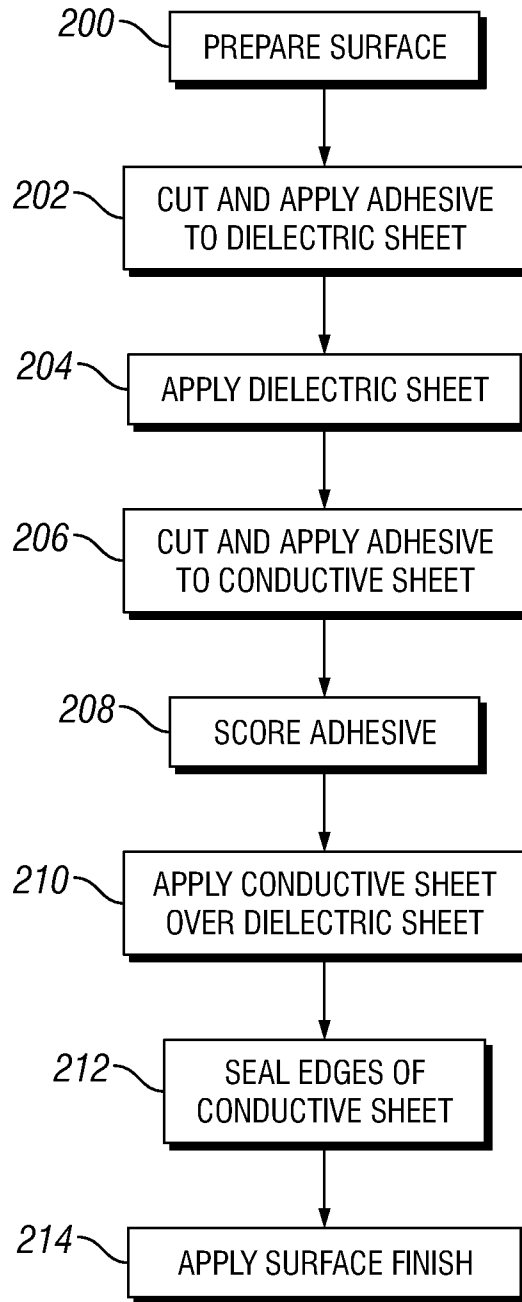 200
PREPARE SURFACE
202
CUT AND APPLY ADHESIVE
TO DIELECTRIC SHEET
204
APPLY DIELECTRIC SHEET
206
CUT AND APPLY ADHESIVE
TO CONDUCTIVE SHEET
208
SCORE ADHESIVE
210
APPLY CONDUCTIVE SHEET
OVER DIELECTRIC SHEET
212
SEAL EDGES OF
CONDUCTIVE SHEET
214
APPLY SURFACE FINISH